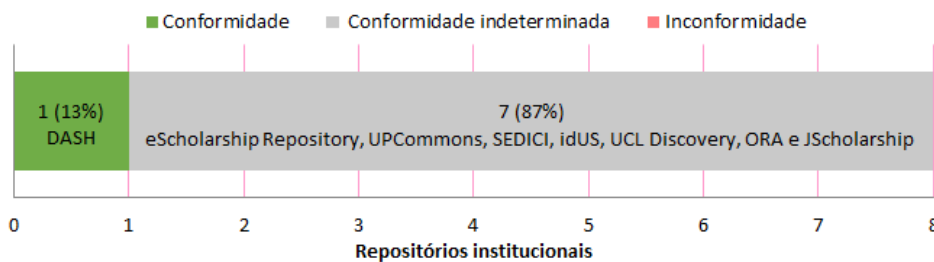 Conformidade Conformidade indeterminada Inconformidade
1 (13%) 7 (87%)
DASH eScholarship Repository, UPCommons, SEDICI, idUS, UCL Discovery, ORA e JScholarship
0 1 2 3 4 5 6 7 8
Repositórios institucionais